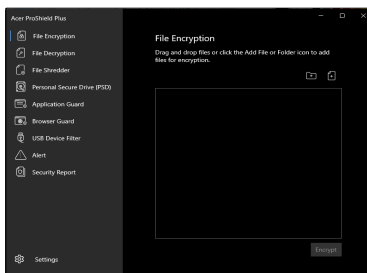 Acer ProShield Plus
File Encryption
File Decryption
File Shredder
Personal Secure Drive (PSD)
Application Guard
Browser Guard
USB Device Filter
Alert
Security Report
Settings
File Encryption
Drag and drop files or click the Add File or Folder icon to add
files for encryption.
Encrypt